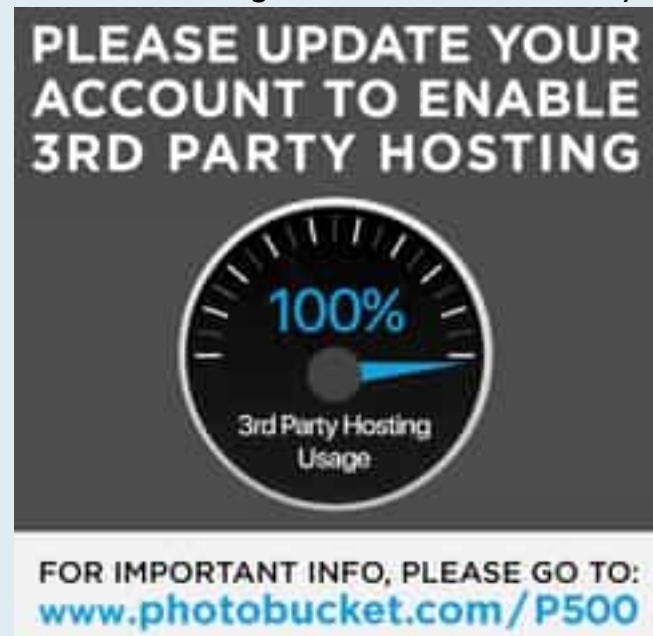 PLEASE UPDATE YOUR
ACCOUNT TO ENABLE
3RD PARTY HOSTING
100%
3rd Party Hosting
Usage
FOR IMPORTANT INFO, PLEASE GO TO:
www.photobucket.com/P500